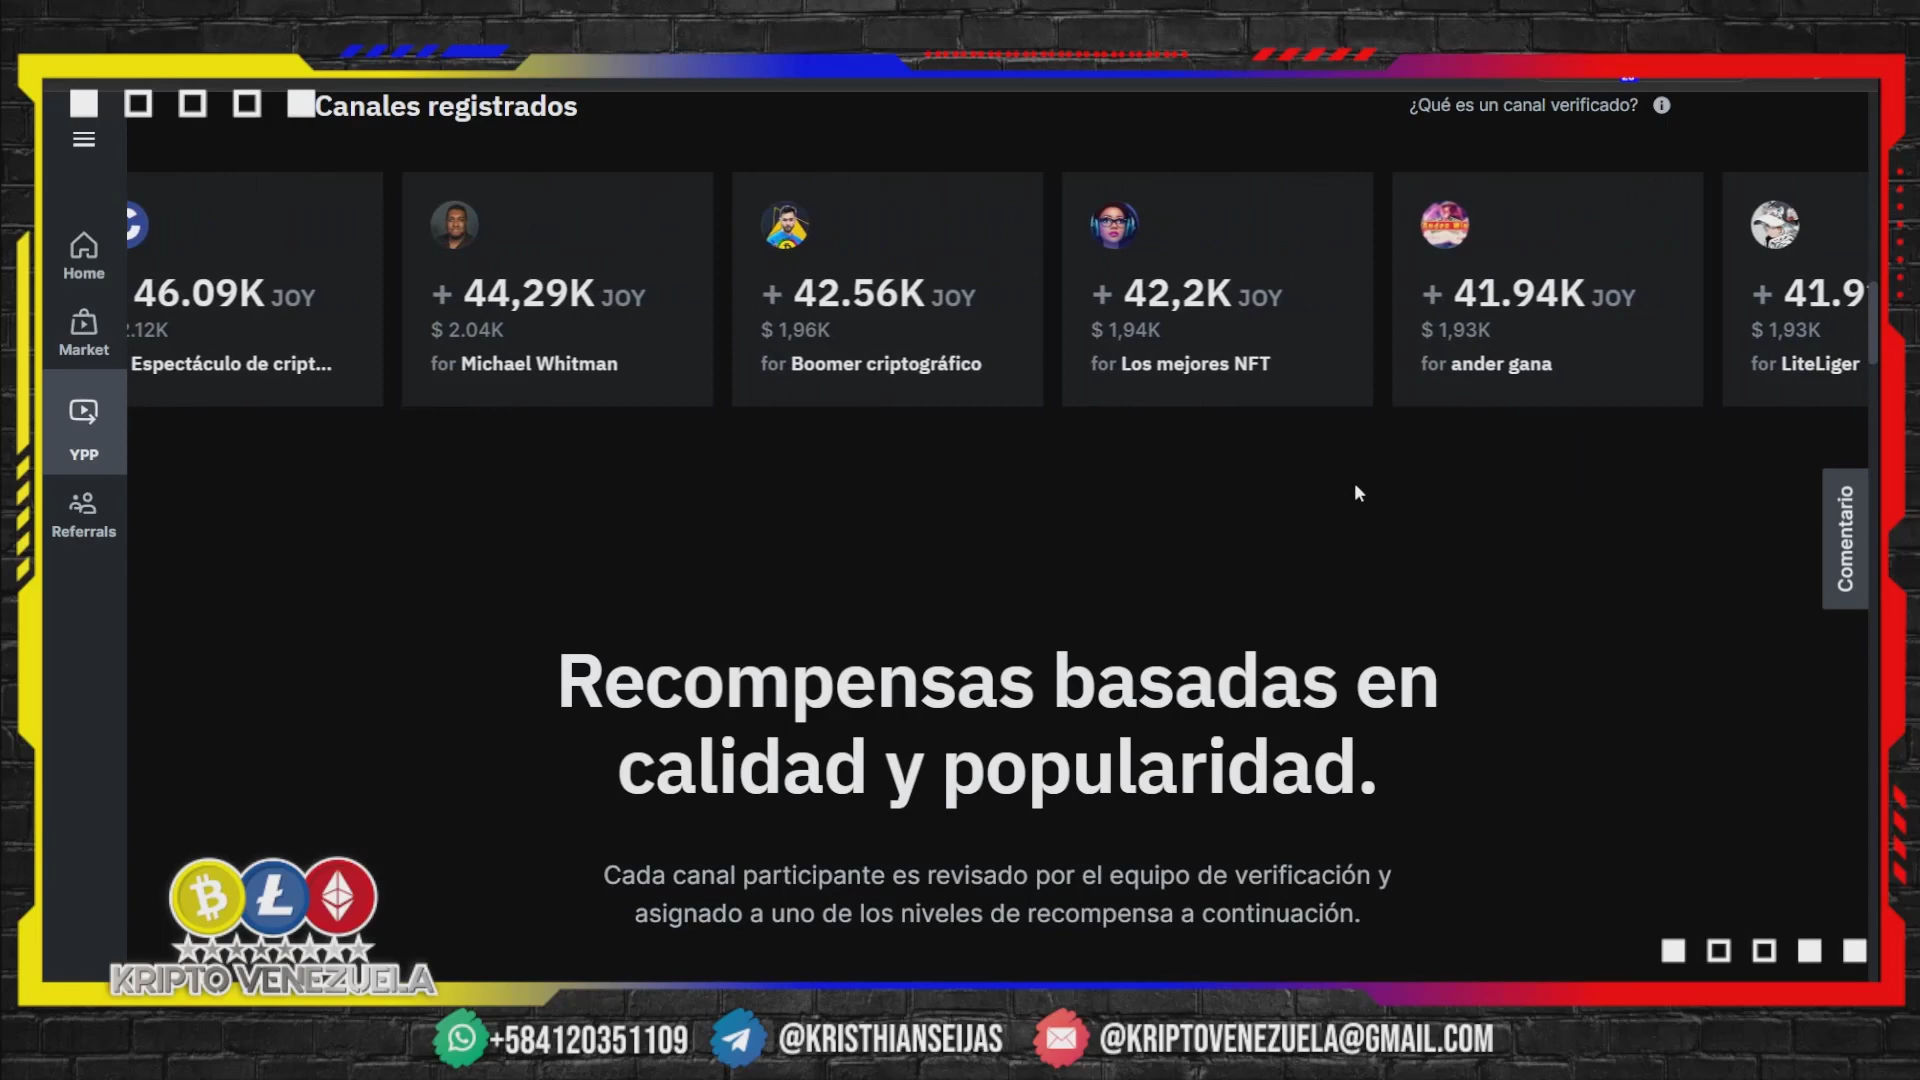 Canales registrados
¿Qué es un canal verificado?
Home
Market
YPP
Referrals
46.09K JOY
.12K
Espectáculo de cript...
+ 44,29K JOY
$ 2.04K
for Michael Whitman
+ 42.56K JOY
$ 1,96K
for Boomer criptográfico
+ 42,2K JOY
$ 1,94K
for Los mejores NFT
+ 41.94K JOY
$ 1,93K
for ander gana
+ 41.9
$ 1,93K
for LiteLiger
Comentario
Recompensas basadas en
calidad y popularidad.
Cada canal participante es revisado por el equipo de verificación y
asignado a uno de los niveles de recompensa a continuación.
KRIPTO VENEZUELA
+584120351109
@KRISTHIANSEIJAS
@KRIPTOVENEZUELA@GMAIL.COM